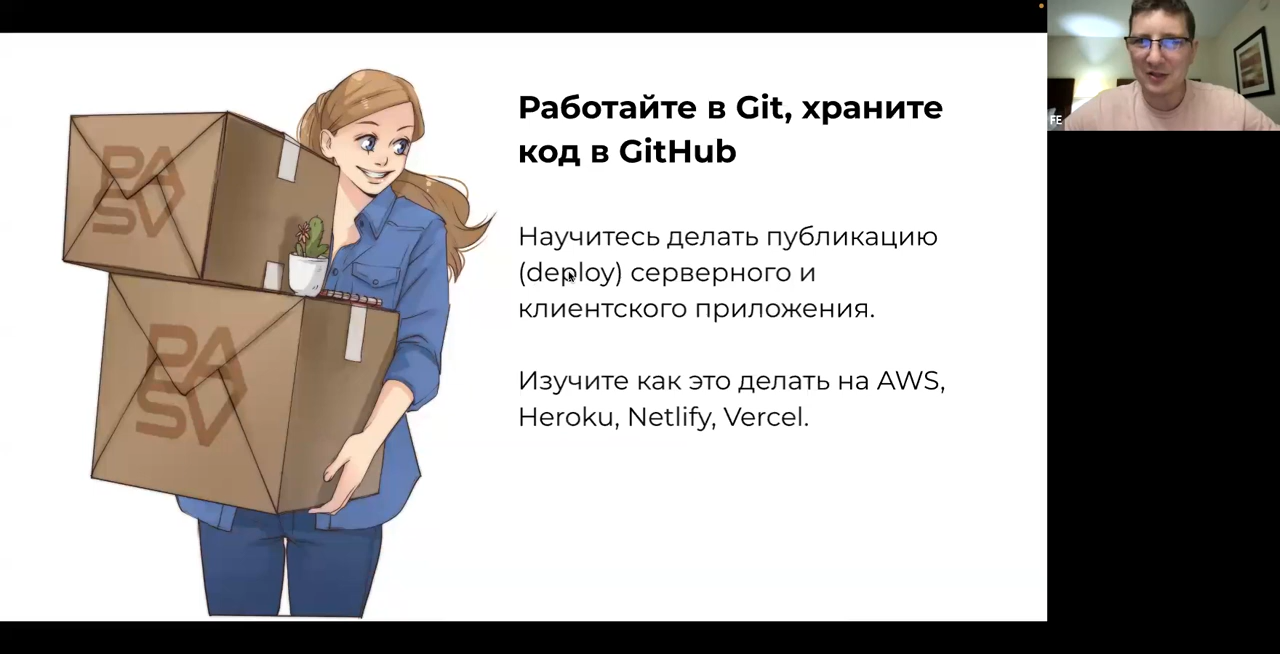 Работайте в Git, храните
код в GitHub
Научитесь делать публикацию
(deploy) серверного и
клиентского приложения.
Изучите как это делать на AWS,
Heroku, Netlify, Vercel.
PA
SV
PA
SV
FE